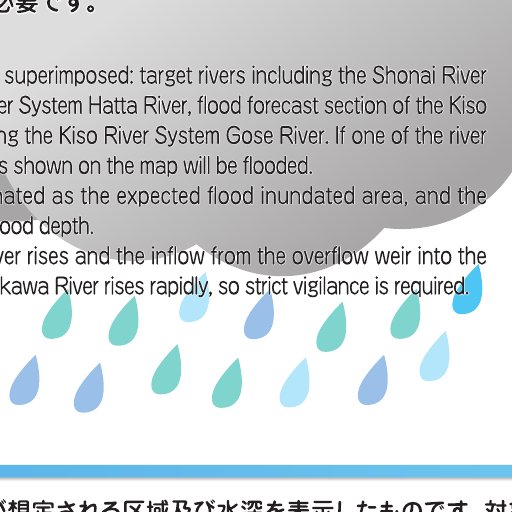 必要です。
superimposed: target rivers including the Shonai River
er System Hatta River, flood forecast section of the Kiso
ng the Kiso River System Gose River. If one of the river
s shown on the map will be flooded.
nated as the expected flood inundated area, and the
ood depth.
ver rises and the inflow from the overflow weir into the
kawa River rises rapidly, so strict vigilance is required.
が想定される区域及び水深を表示したものです。対